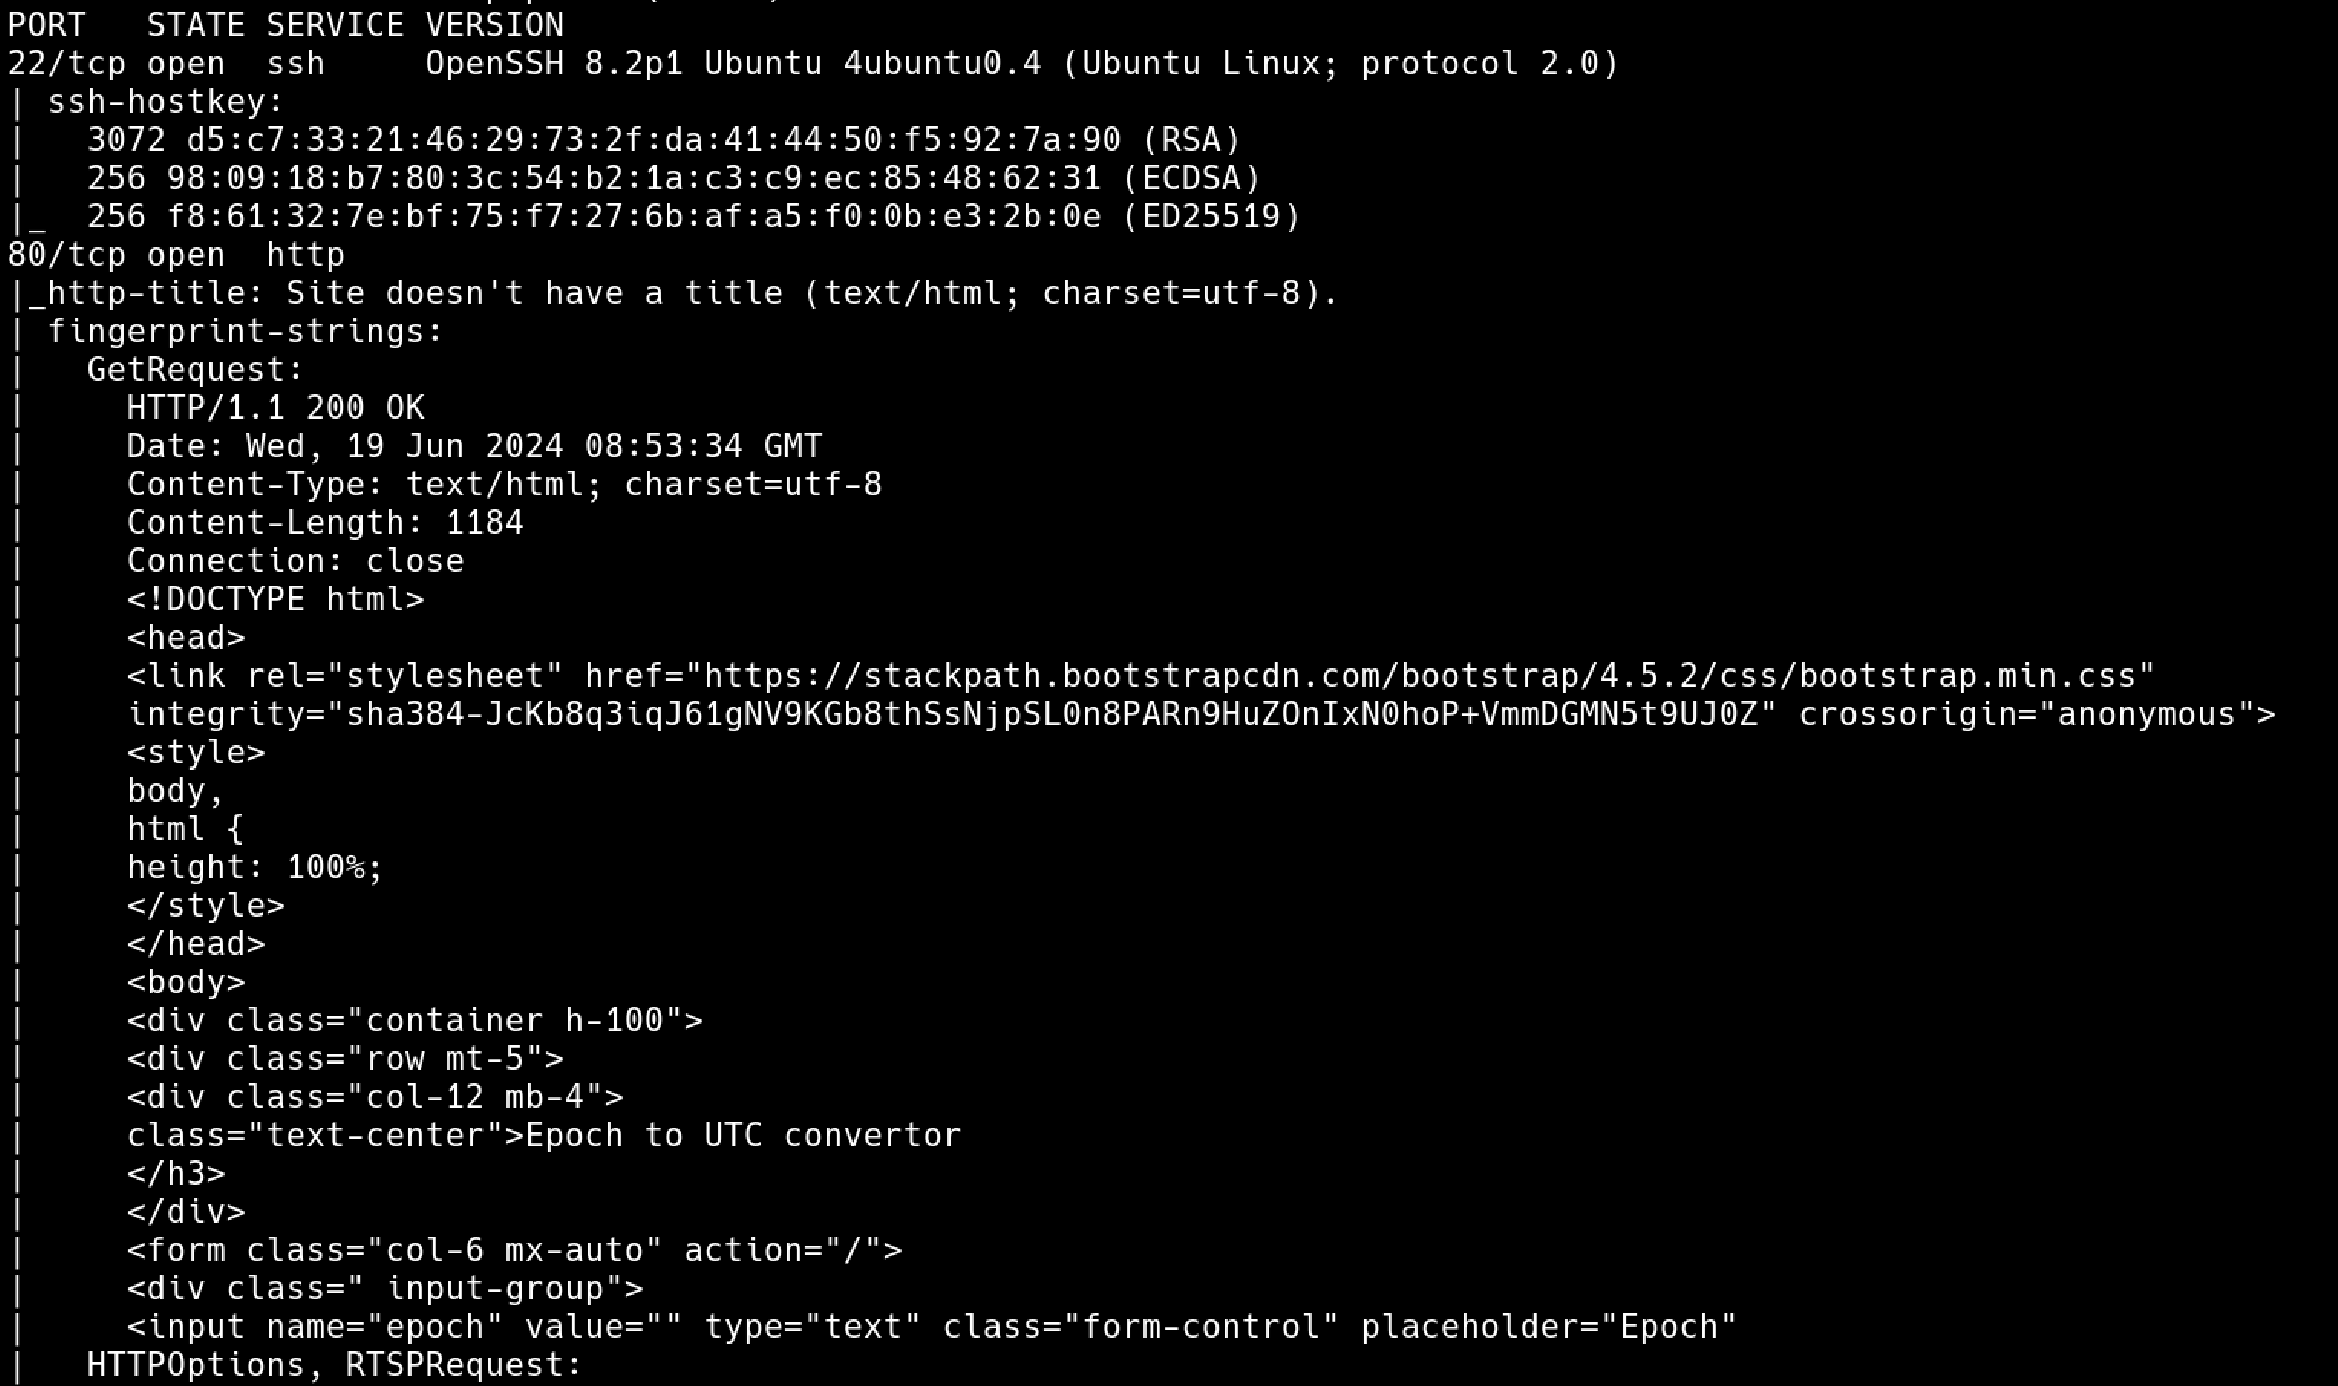 PORT   STATE SERVICE VERSION
22/tcp open  ssh     OpenSSH 8.2p1 Ubuntu 4ubuntu0.4 (Ubuntu Linux; protocol 2.0)
| ssh-hostkey:
|   3072 d5:c7:33:21:46:29:73:2f:da:41:44:50:f5:92:7a:90 (RSA)
|   256 98:09:18:b7:80:3c:54:b2:1a:c3:c9:ec:85:48:62:31 (ECDSA)
|_  256 f8:61:32:7e:bf:75:f7:27:6b:af:a5:f0:0b:e3:2b:0e (ED25519)
80/tcp open  http
|_http-title: Site doesn't have a title (text/html; charset=utf-8).
| fingerprint-strings:
|   GetRequest:
|     HTTP/1.1 200 OK
|     Date: Wed, 19 Jun 2024 08:53:34 GMT
|     Content-Type: text/html; charset=utf-8
|     Content-Length: 1184
|     Connection: close
|     <!DOCTYPE html>
|     <head>
|     <link rel="stylesheet" href="https://stackpath.bootstrapcdn.com/bootstrap/4.5.2/css/bootstrap.min.css"
|     integrity="sha384-JcKb8q3iqJ61gNV9KGb8thSsNjpSL0n8PARn9HuZOnIxN0hoP+VmmDGMN5t9UJ0Z" crossorigin="anonymous">
|     <style>
|     body,
|     html {
|     height: 100%;
|     </style>
|     </head>
|     <body>
|     <div class="container h-100">
|     <div class="row mt-5">
|     <div class="col-12 mb-4">
|     class="text-center">Epoch to UTC convertor
|     </h3>
|     </div>
|     <form class="col-6 mx-auto" action="/">
|     <div class=" input-group">
|     <input name="epoch" value="" type="text" class="form-control" placeholder="Epoch"
|   HTTPOptions, RTSPRequest: